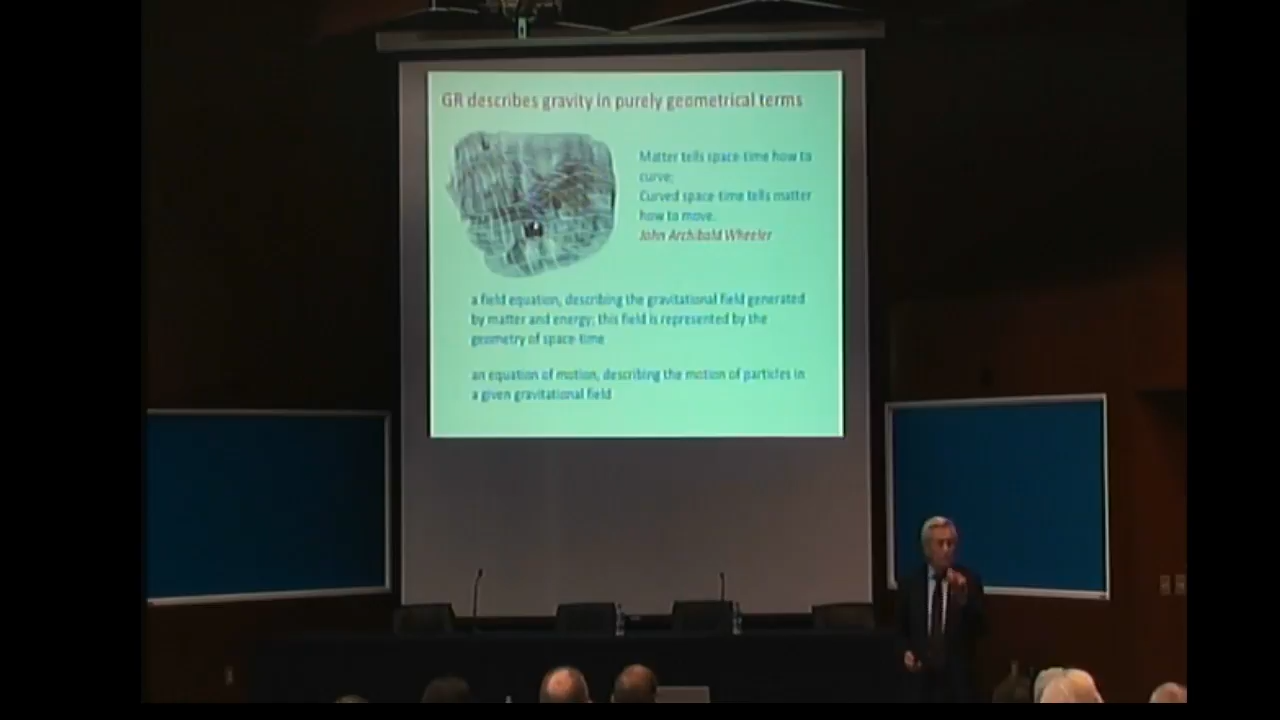 GR describes gravity in purely geometrical terms
Matter tells space-time how to
curve;
Curved space-time tells matter
how to move.
John Archibald Wheeler
a field equation, describing the gravitational field generated
by matter and energy; this field is represented by the
geometry of space-time
an equation of motion, describing the motion of particles in
a given gravitational field